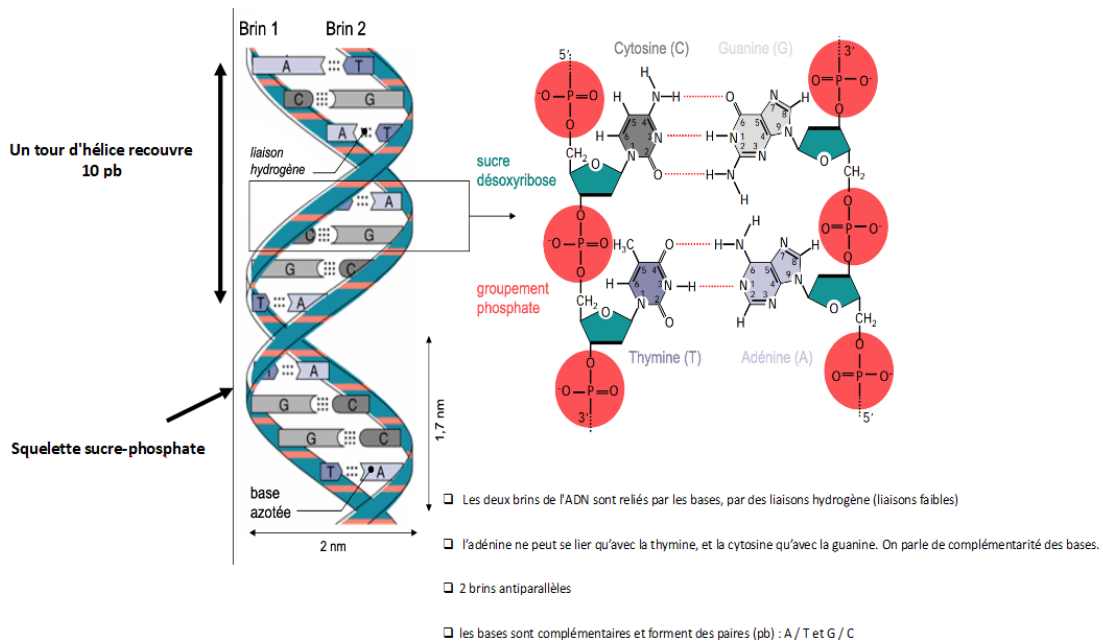 Brin 1
Brin 2
A T
C G
A T
liaison
hydrogène
T A
C G
G C
T A
T A
G C
G C
T A
base
azotée
2 nm
1,7 nm
Un tour d'hélice recouvre
10 pb
Squelette sucre-phosphate
5'
Cytosine (C)
Guanine (G)
3'
sucre
désoxyribose
groupement
phosphate
Thymine (T)
Adénine (A)
3'
5'
❑ Les deux brins de l'ADN sont reliés par les bases, par des liaisons hydrogène (liaisons faibles)
❑ l'adénine ne peut se lier qu'avec la thymine, et la cytosine qu'avec la guanine. On parle de complémentarité des bases.
❑ 2 brins antiparallèles
❑ les bases sont complémentaires et forment des paires (pb) : A / T et G / C